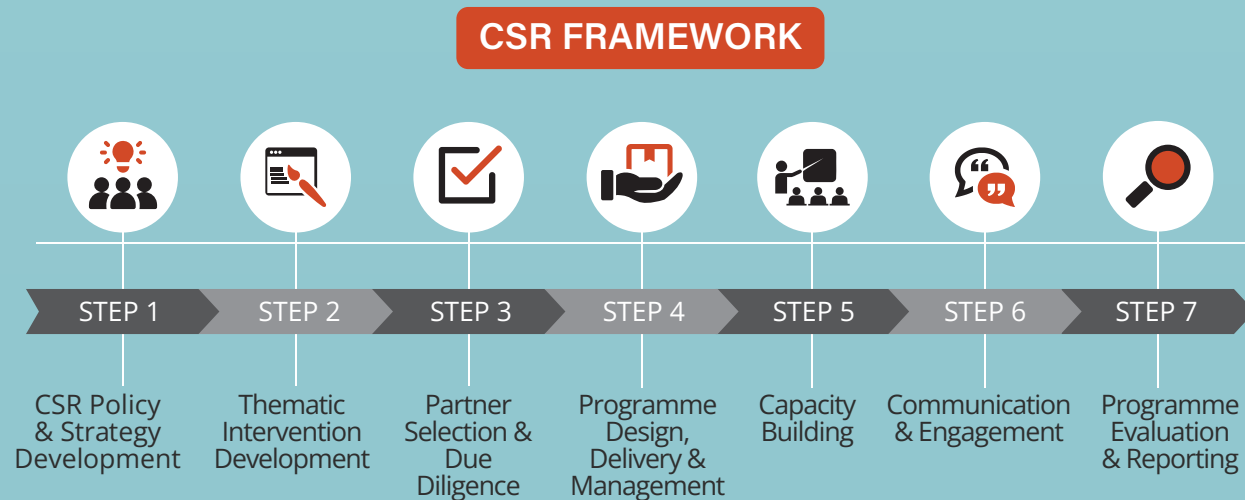 CSR FRAMEWORK
STEP 1
STEP 2
STEP 3
STEP 4
STEP 5
STEP 6
STEP 7
CSR Policy
& Strategy
Development
Thematic
Intervention
Development
Partner
Selection &
Due
Diligence
Programme
Design,
Delivery &
Management
Capacity
Building
Communication
& Engagement
Programme
Evaluation
& Reporting